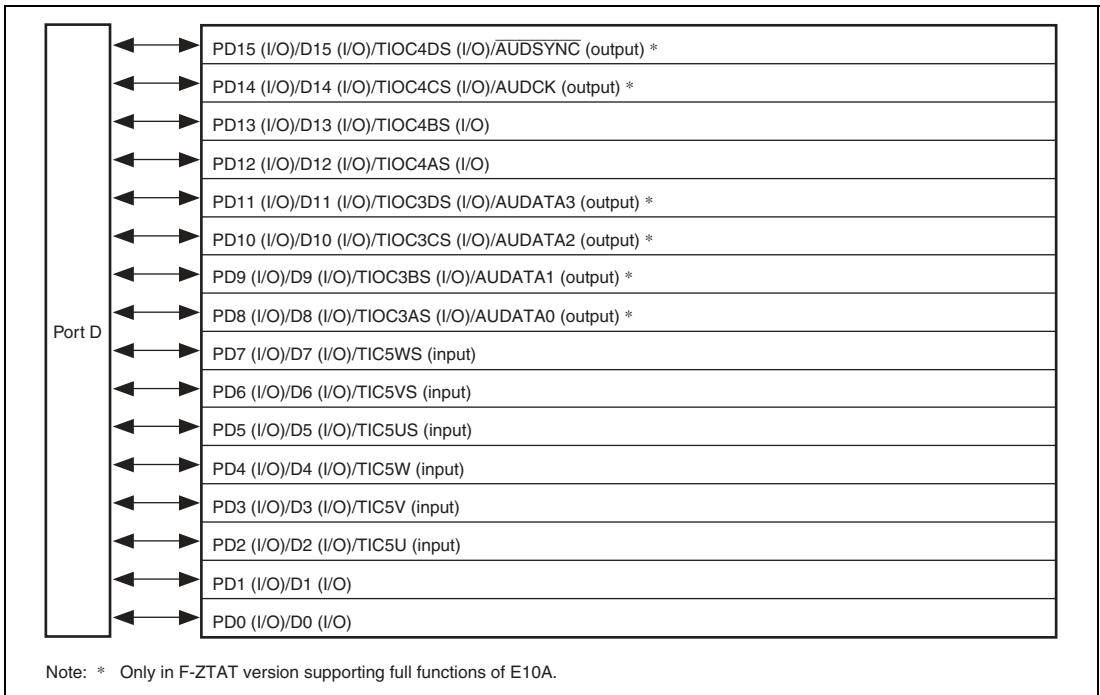 PD15 (I/O)/D15 (I/O)/TIOC4DS (I/O)/A̅U̅D̅S̅Y̅N̅C̅ (output) *
PD14 (I/O)/D14 (I/O)/TIOC4CS (I/O)/AUDCK (output) *
PD13 (I/O)/D13 (I/O)/TIOC4BS (I/O)
PD12 (I/O)/D12 (I/O)/TIOC4AS (I/O)
PD11 (I/O)/D11 (I/O)/TIOC3DS (I/O)/AUDATA3 (output) *
PD10 (I/O)/D10 (I/O)/TIOC3CS (I/O)/AUDATA2 (output) *
PD9 (I/O)/D9 (I/O)/TIOC3BS (I/O)/AUDATA1 (output) *
PD8 (I/O)/D8 (I/O)/TIOC3AS (I/O)/AUDATA0 (output) *
Port D
PD7 (I/O)/D7 (I/O)/TIC5WS (input)
PD6 (I/O)/D6 (I/O)/TIC5VS (input)
PD5 (I/O)/D5 (I/O)/TIC5US (input)
PD4 (I/O)/D4 (I/O)/TIC5W (input)
PD3 (I/O)/D3 (I/O)/TIC5V (input)
PD2 (I/O)/D2 (I/O)/TIC5U (input)
PD1 (I/O)/D1 (I/O)
PD0 (I/O)/D0 (I/O)
Note: * Only in F-ZTAT version supporting full functions of E10A.